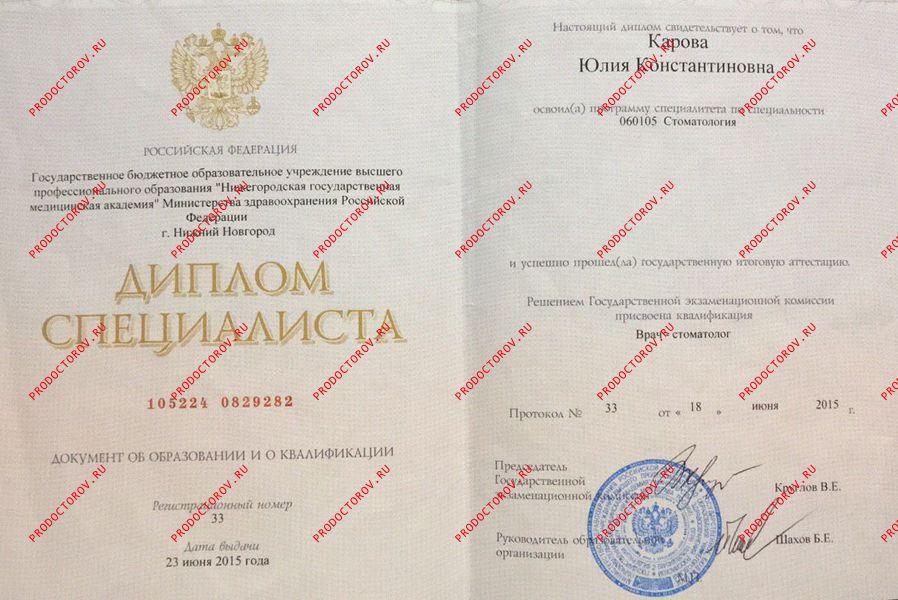 РОССИЙСКАЯ ФЕДЕРАЦИЯ
Государственное бюджетное образовательное учреждение высшего
профессионального образования "Нижегородская государственная
медицинская академия" Министерства здравоохранения Российской
Федерации
г. Нижний Новгород
ДИПЛОМ
СПЕЦИАЛИСТА
105224 0829282
ДОКУМЕНТ ОБ ОБРАЗОВАНИИ И О КВАЛИФИКАЦИИ
Регистрационный номер
33
Дата выдачи
23 июня 2015 года
Настоящий диплом свидетельствует о том, что
Карова
Юлия Константиновна
освоил(а) программу специалитета по специальности
060105 Стоматология
и успешно прошел(ла) государственную итоговую аттестацию.
Решением Государственной экзаменационной комиссии
присвоена квалификация
Врач - стоматолог
Протокол № 33 от « 18 » июня 2015 г.
Председатель
Государственной
экзаменационной комиссии
Круглов В.Е.
Руководитель образовательной
организации
Шахов Б.Е.
М.П.
PRODOCTOROV.RU